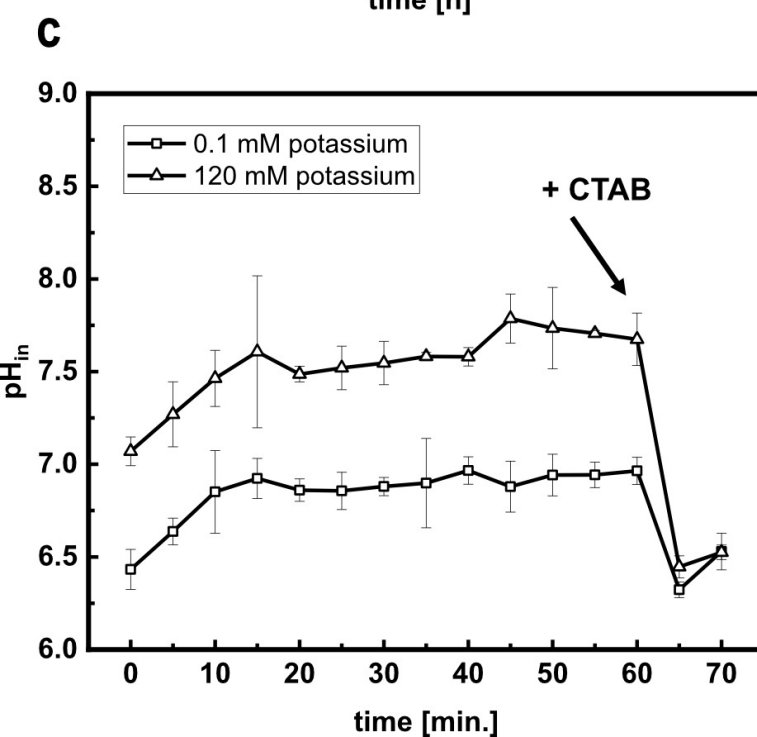 time [h]
C
9.0
0.1 mM potassium
120 mM potassium
8.5
+ CTAB
8.0
7.5
pHin
7.0
6.5
6.0
0 10 20 30 40 50 60 70
time [min.]